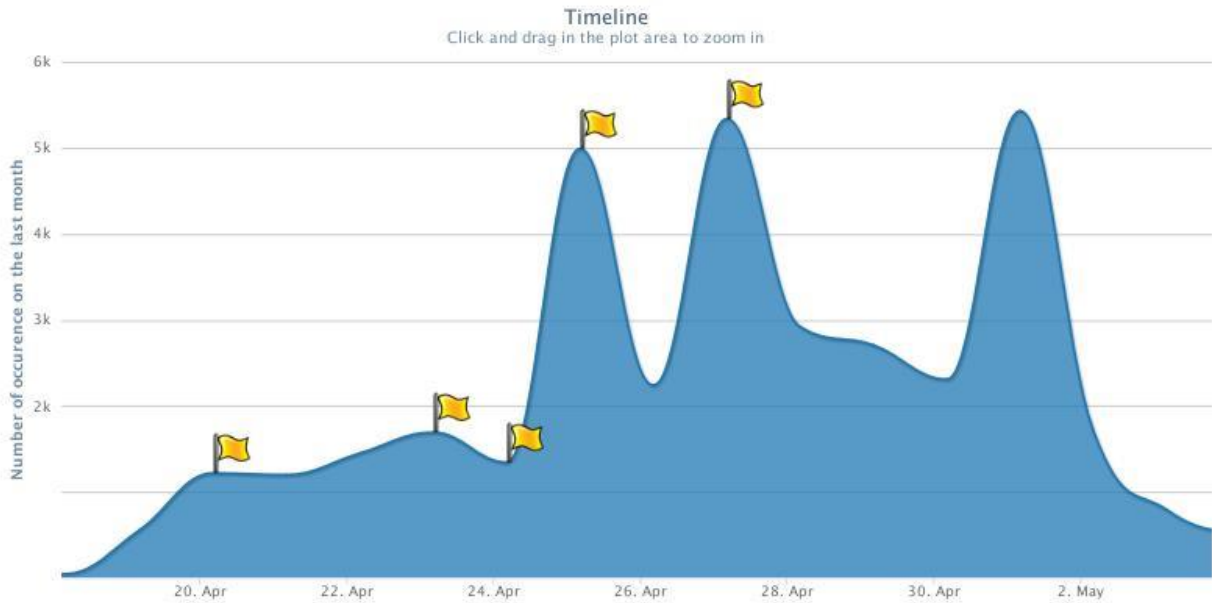 Timeline
Click and drag in the plot area to zoom in
Number of occurence on the last month
6k
5k
4k
3k
2k
20. Apr
22. Apr
24. Apr
26. Apr
28. Apr
30. Apr
2. May